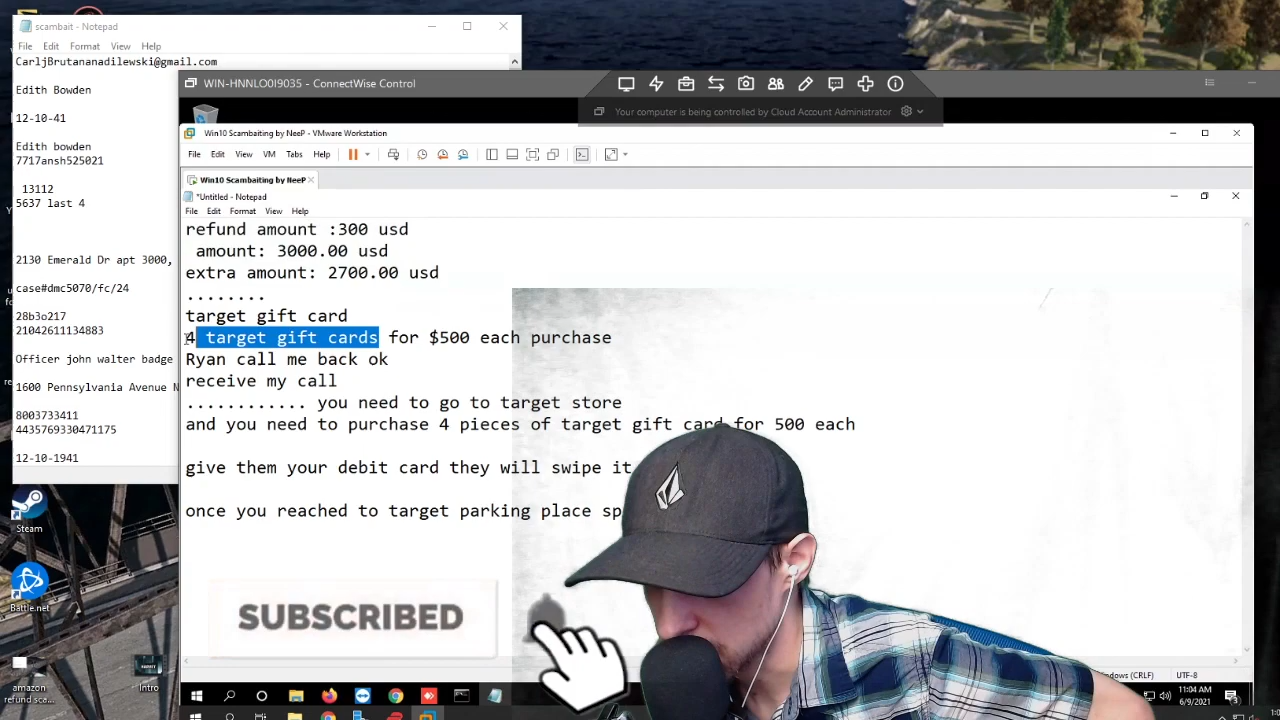 scambait - Notepad
File Edit Format View Help
CarljBrutananadilewski@gmail.com
Edith Bowden
12-10-41
Edith bowden
7717ansh525021
13112
5637 last 4
2130 Emerald Dr apt 3000,
case#dmc5070/fc/24
28b3o217
21042611134883
Officer john walter badge
1600 Pennsylvania Avenue N
8003733411
4435769330471175
12-10-1941
Steam
Battle.net
amazon
refund sca...
Intro
WIN-HNNLO0I9035 - ConnectWise Control
Your computer is being controlled by Cloud Account Administrator
Win10 Scambaiting by NeeP - VMware Workstation
File Edit View VM Tabs Help
Win10 Scambaiting by NeeP
*Untitled - Notepad
File Edit Format View Help
refund amount :300 usd
amount: 3000.00 usd
extra amount: 2700.00 usd
........
target gift card
4 target gift cards for $500 each purchase
Ryan call me back ok
receive my call
............ you need to go to target store
and you need to purchase 4 pieces of target gift card for 500 each
give them your debit card they will swipe it
once you reached to target parking place sp
SUBSCRIBED
(CRLF) UTF-8
11:04 AM
6/9/2021